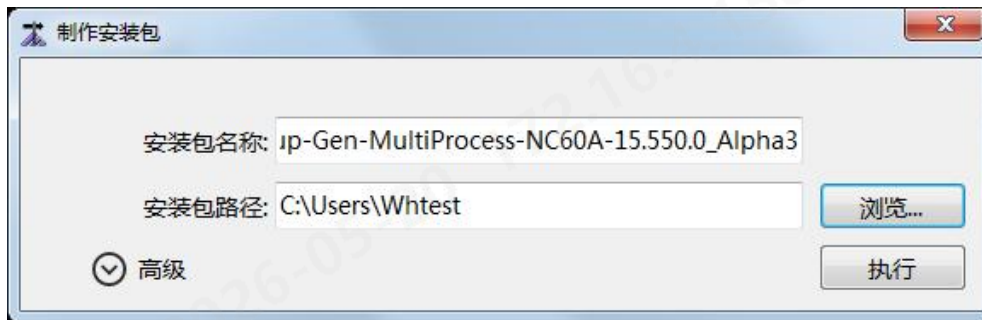 制作安装包
安装包名称: up-Gen-MultiProcess-NC60A-15.550.0_Alpha3
安装包路径: C:\Users\Whtest 浏览...
高级 执行